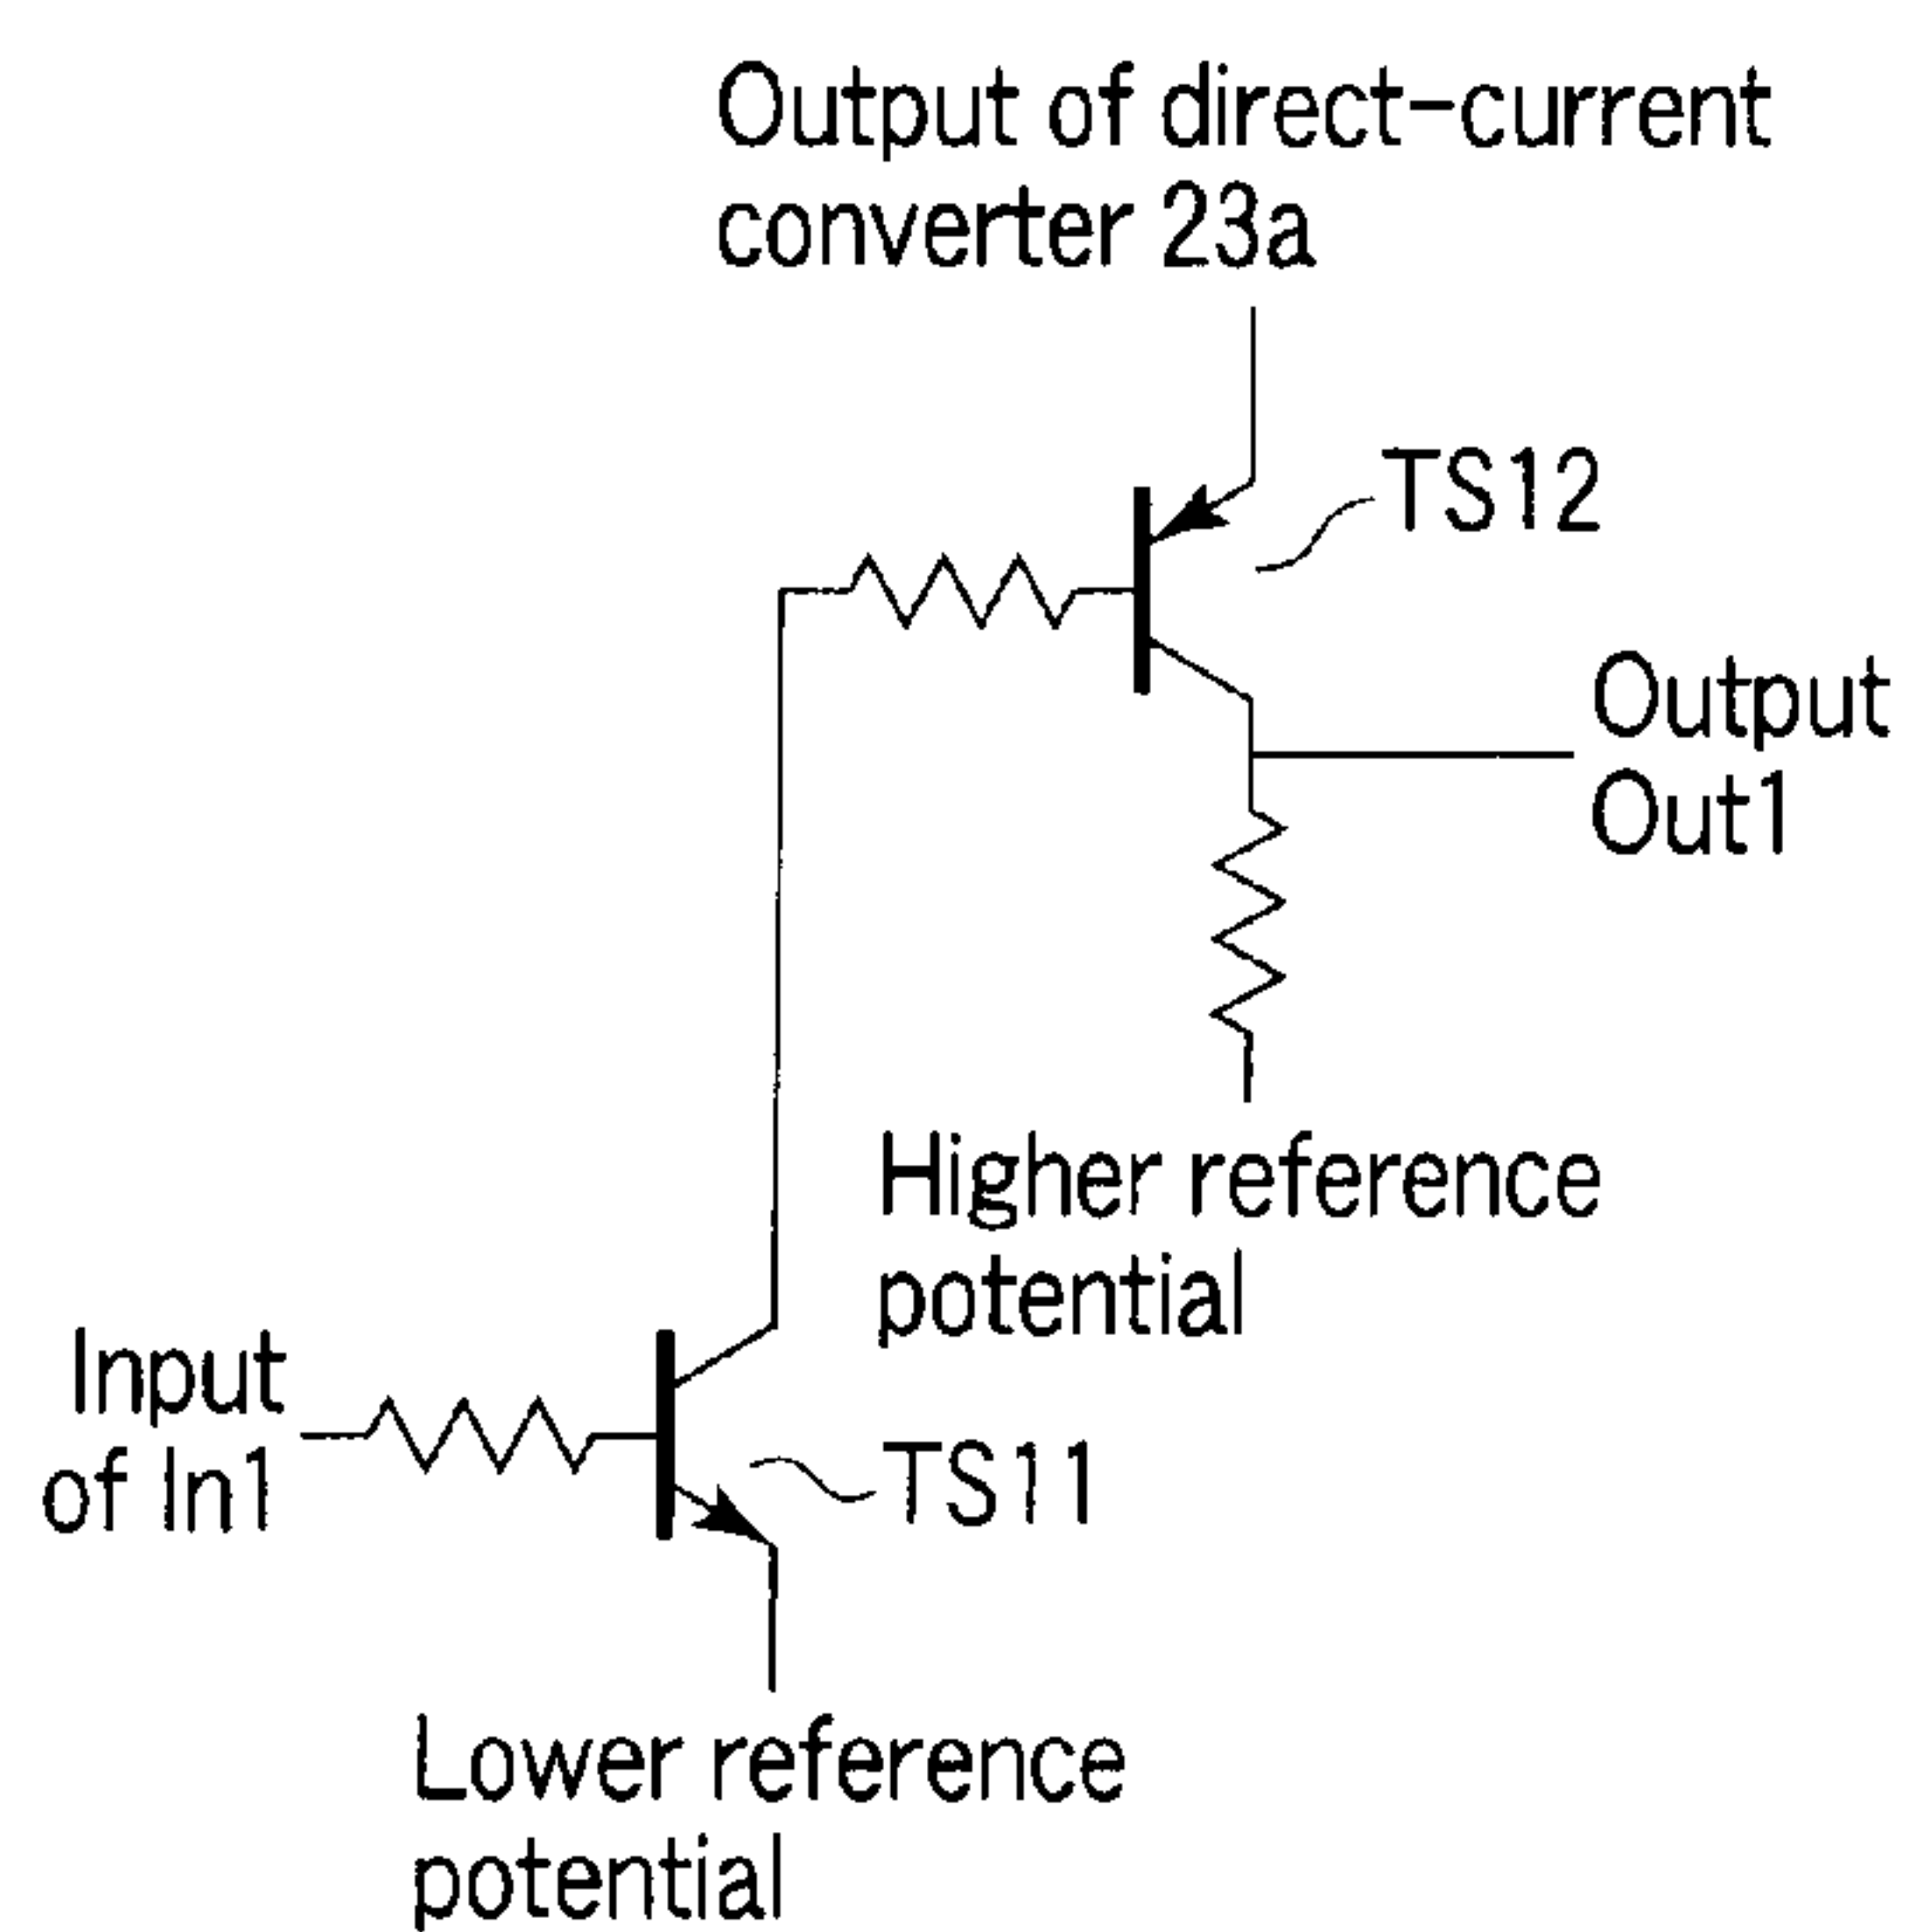 Output of direct-current
converter 23a
TS12
Output
Out1
Higher reference
potential
Input
of In1
TS11
Lower reference
potential